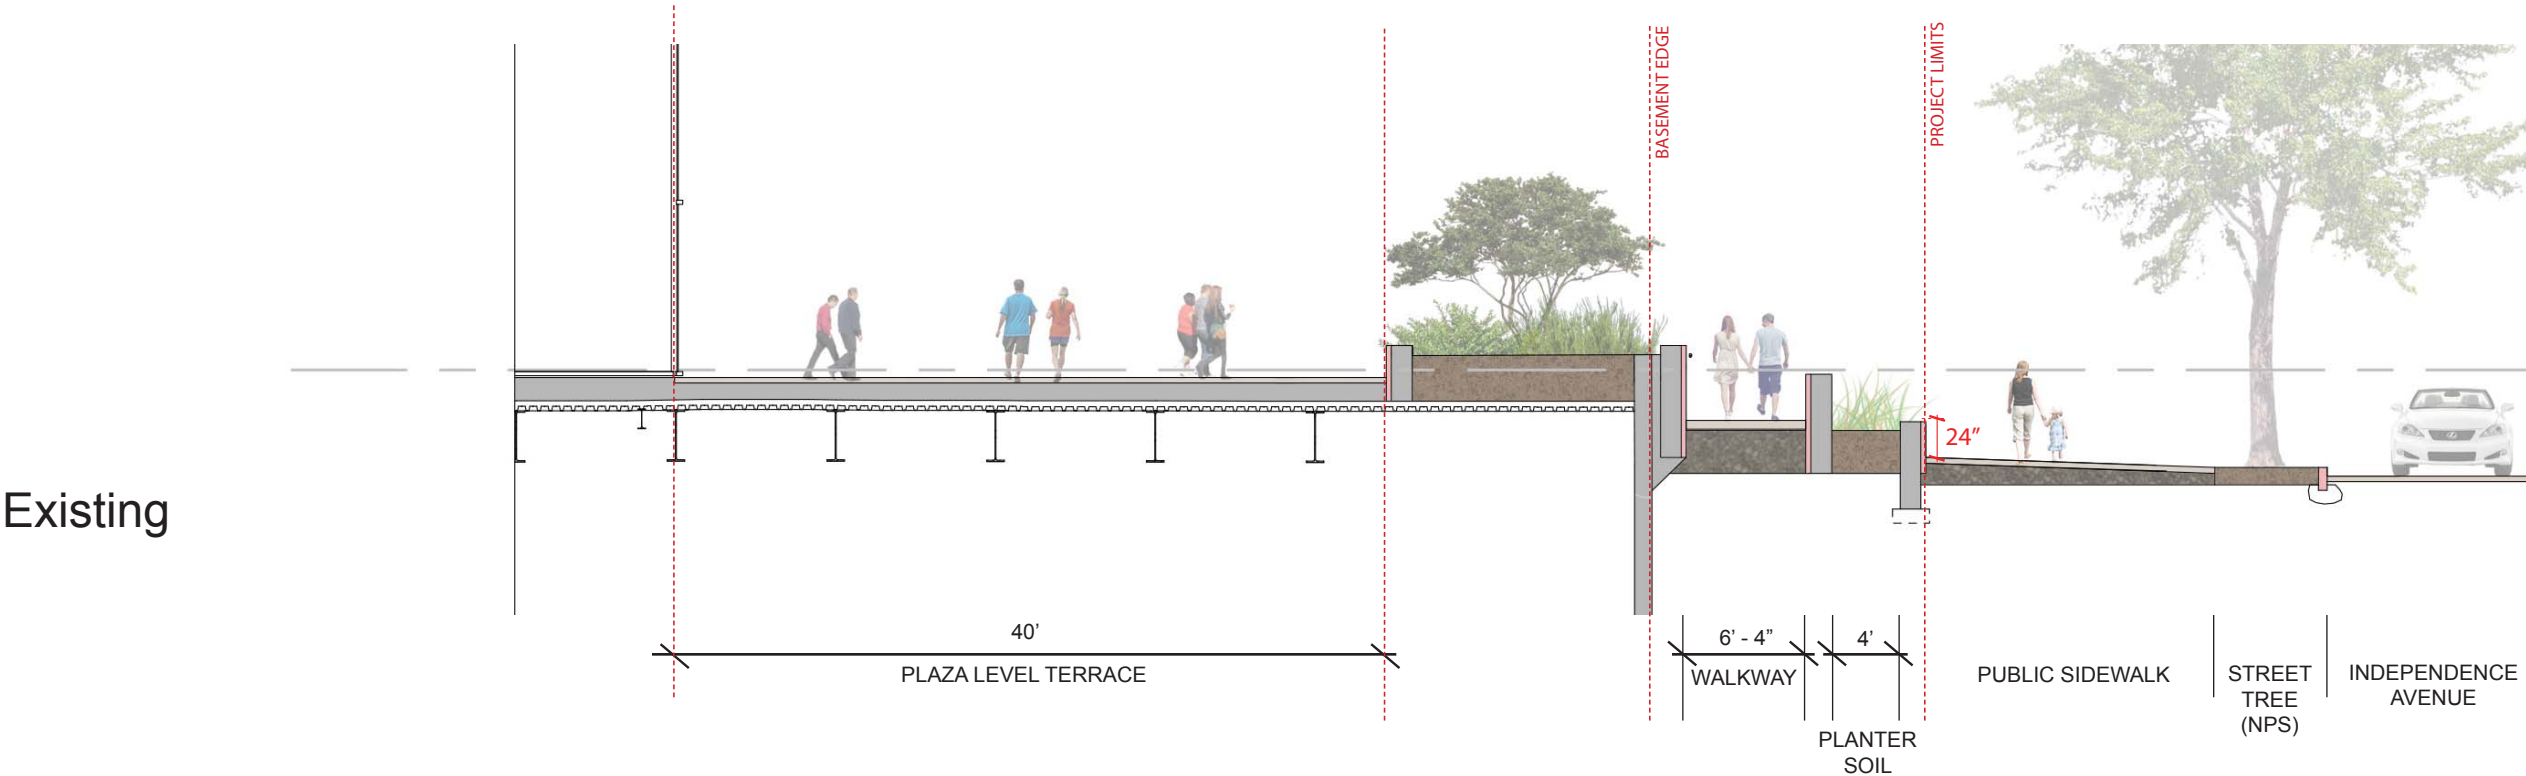 BASEMENT EDGE
PROJECT LIMITS
24”
Existing
40’
PLAZA LEVEL TERRACE
6’ - 4”
WALKWAY
4’
PLANTER
SOIL
PUBLIC SIDEWALK
STREET
TREE
(NPS)
INDEPENDENCE
AVENUE